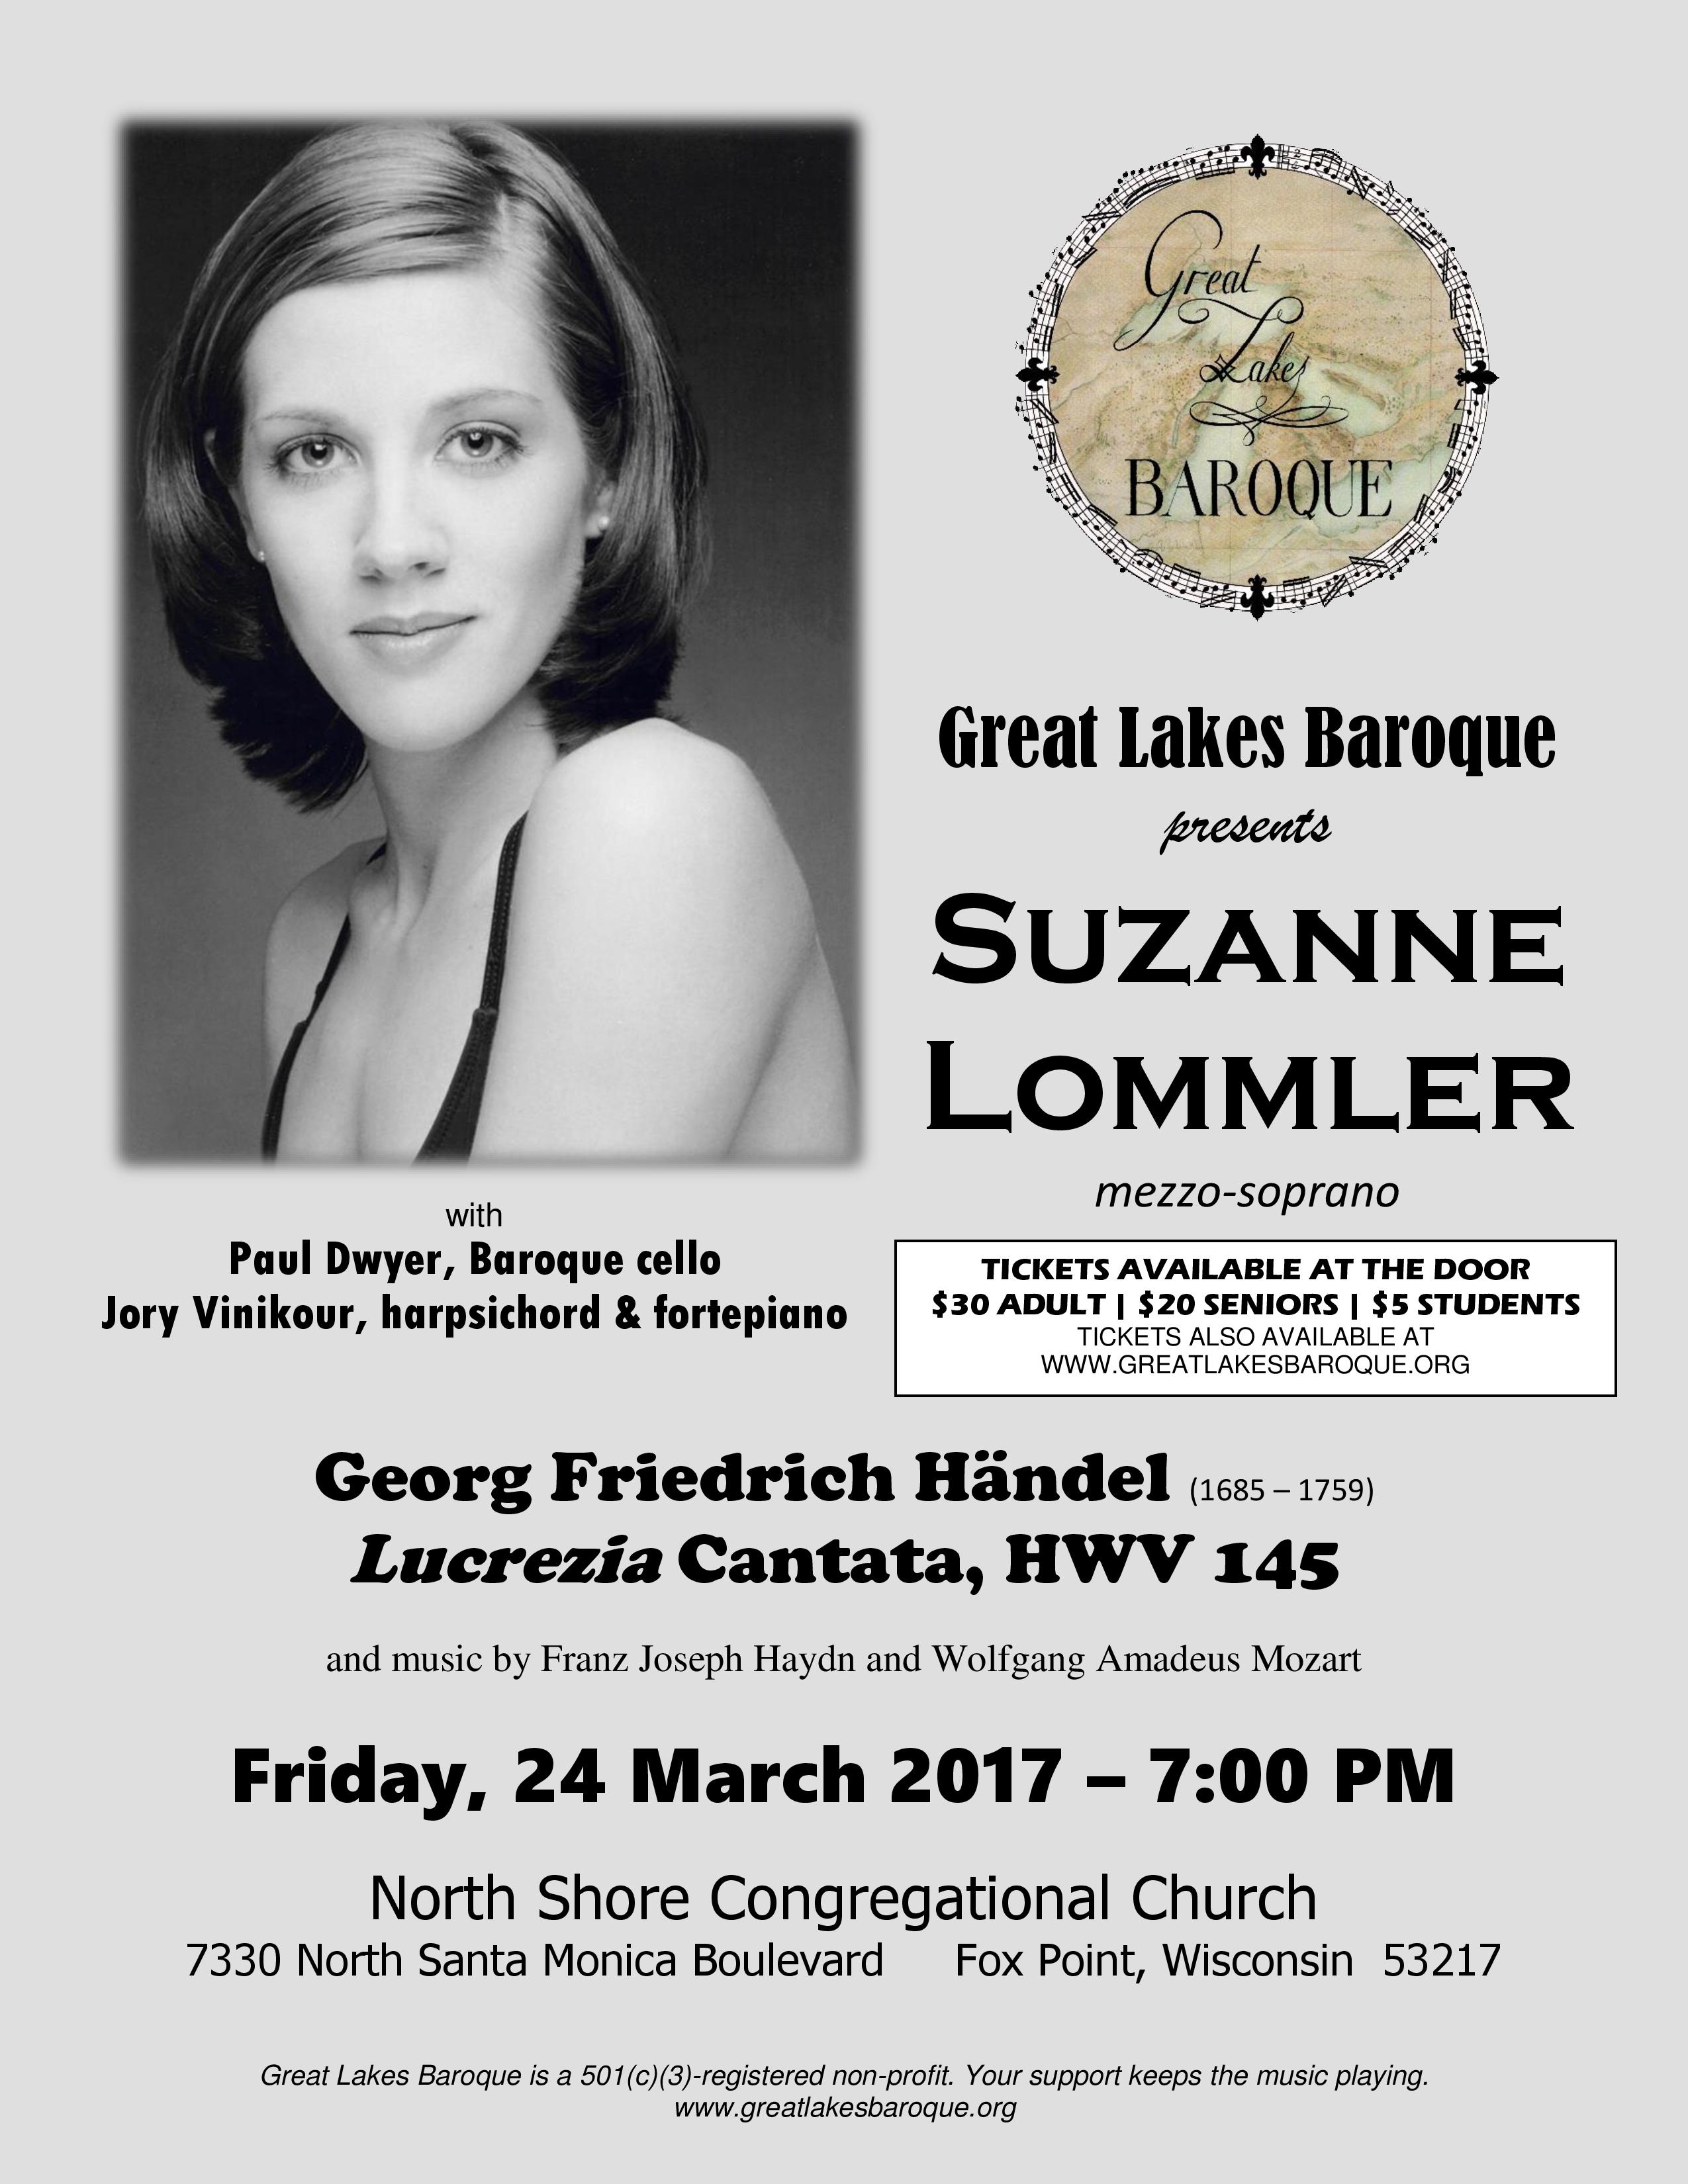 Great
Lakes
BAROQUE
Great Lakes Baroque
presents
SUZANNE
LOMMLER
mezzo-soprano
with
Paul Dwyer, Baroque cello
Jory Vinikour, harpsichord & fortepiano
TICKETS AVAILABLE AT THE DOOR
$30 ADULT | $20 SENIORS | $5 STUDENTS
TICKETS ALSO AVAILABLE AT
WWW.GREATLAKESBAROQUE.ORG
Georg Friedrich Händel (1685 – 1759)
Lucrezia Cantata, HWV 145
and music by Franz Joseph Haydn and Wolfgang Amadeus Mozart
Friday, 24 March 2017 – 7:00 PM
North Shore Congregational Church
7330 North Santa Monica Boulevard Fox Point, Wisconsin 53217
Great Lakes Baroque is a 501(c)(3)-registered non-profit. Your support keeps the music playing.
www.greatlakesbaroque.org